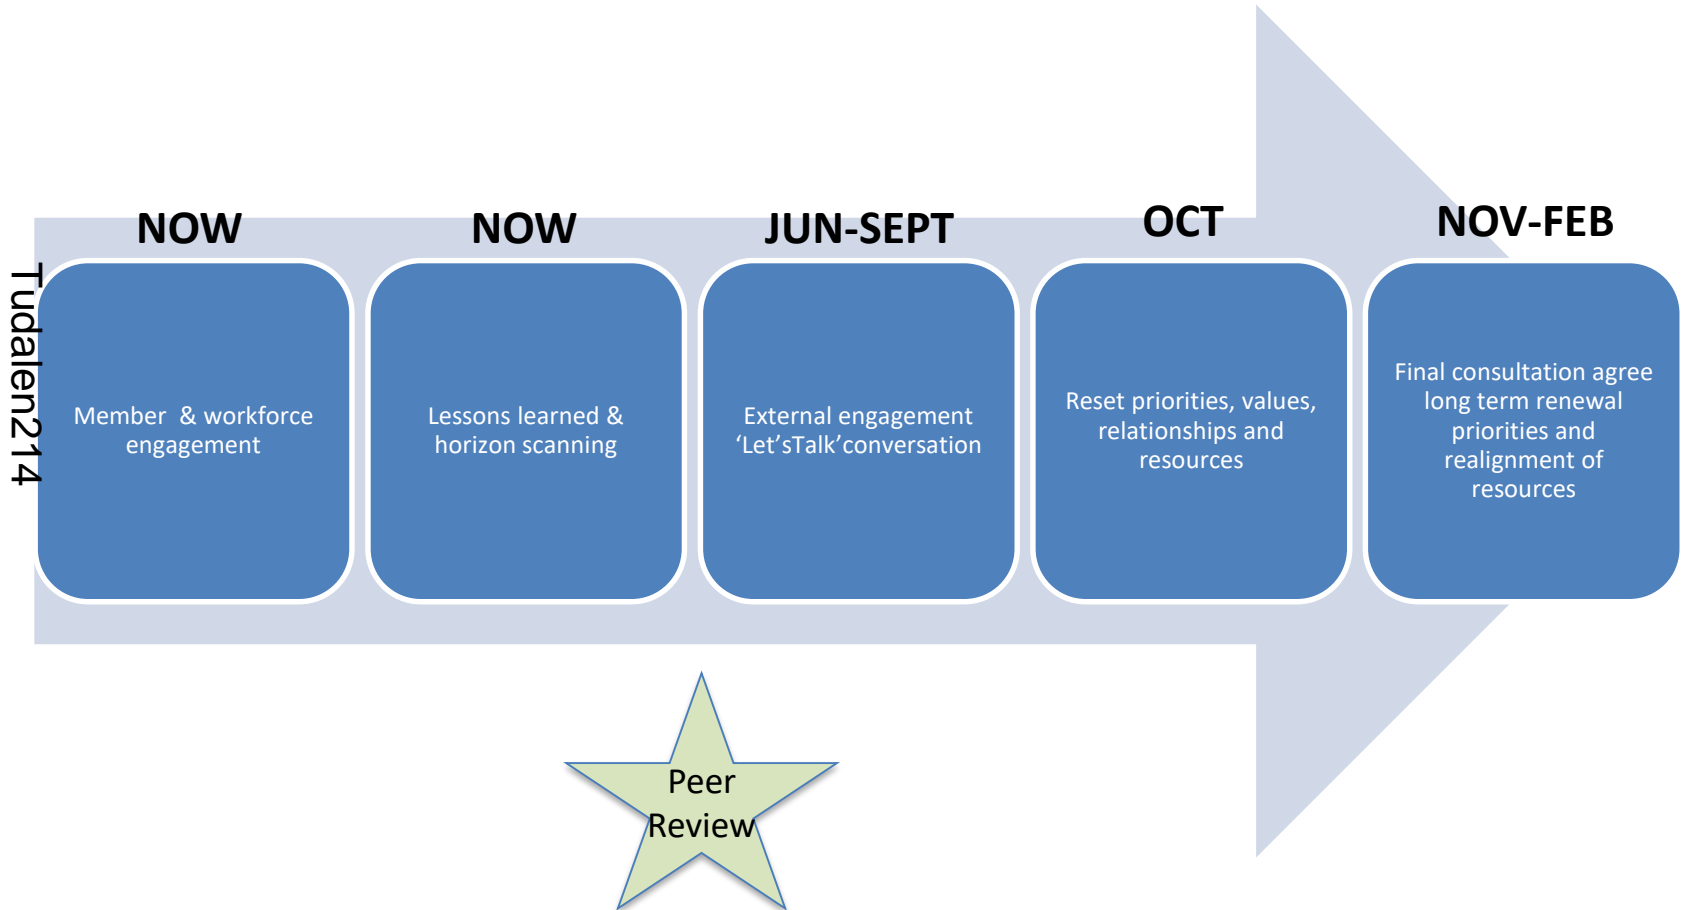 NOW
Member & workforce
engagement
NOW
Lessons learned &
horizon scanning
JUN-SEPT
External engagement
‘Let’sTalk’conversation
OCT
Reset priorities, values,
relationships and
resources
NOV-FEB
Final consultation agree
long term renewal
priorities and
realignment of
resources
Peer
Review
Tudalen214